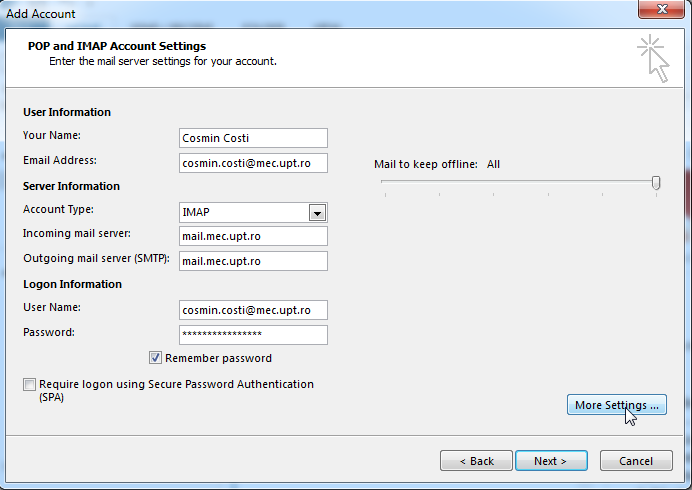 Add Account
POP and IMAP Account Settings
Enter the mail server settings for your account.
User Information
Your Name: Cosmin Costi
Email Address: cosmin.costi@mec.upt.ro
Mail to keep offline: All
Server Information
Account Type: IMAP
Incoming mail server: mail.mec.upt.ro
Outgoing mail server (SMTP): mail.mec.upt.ro
Logon Information
User Name: cosmin.costi@mec.upt.ro
Password: ****************
Remember password
Require logon using Secure Password Authentication
(SPA)
More Settings ...
< Back Next > Cancel